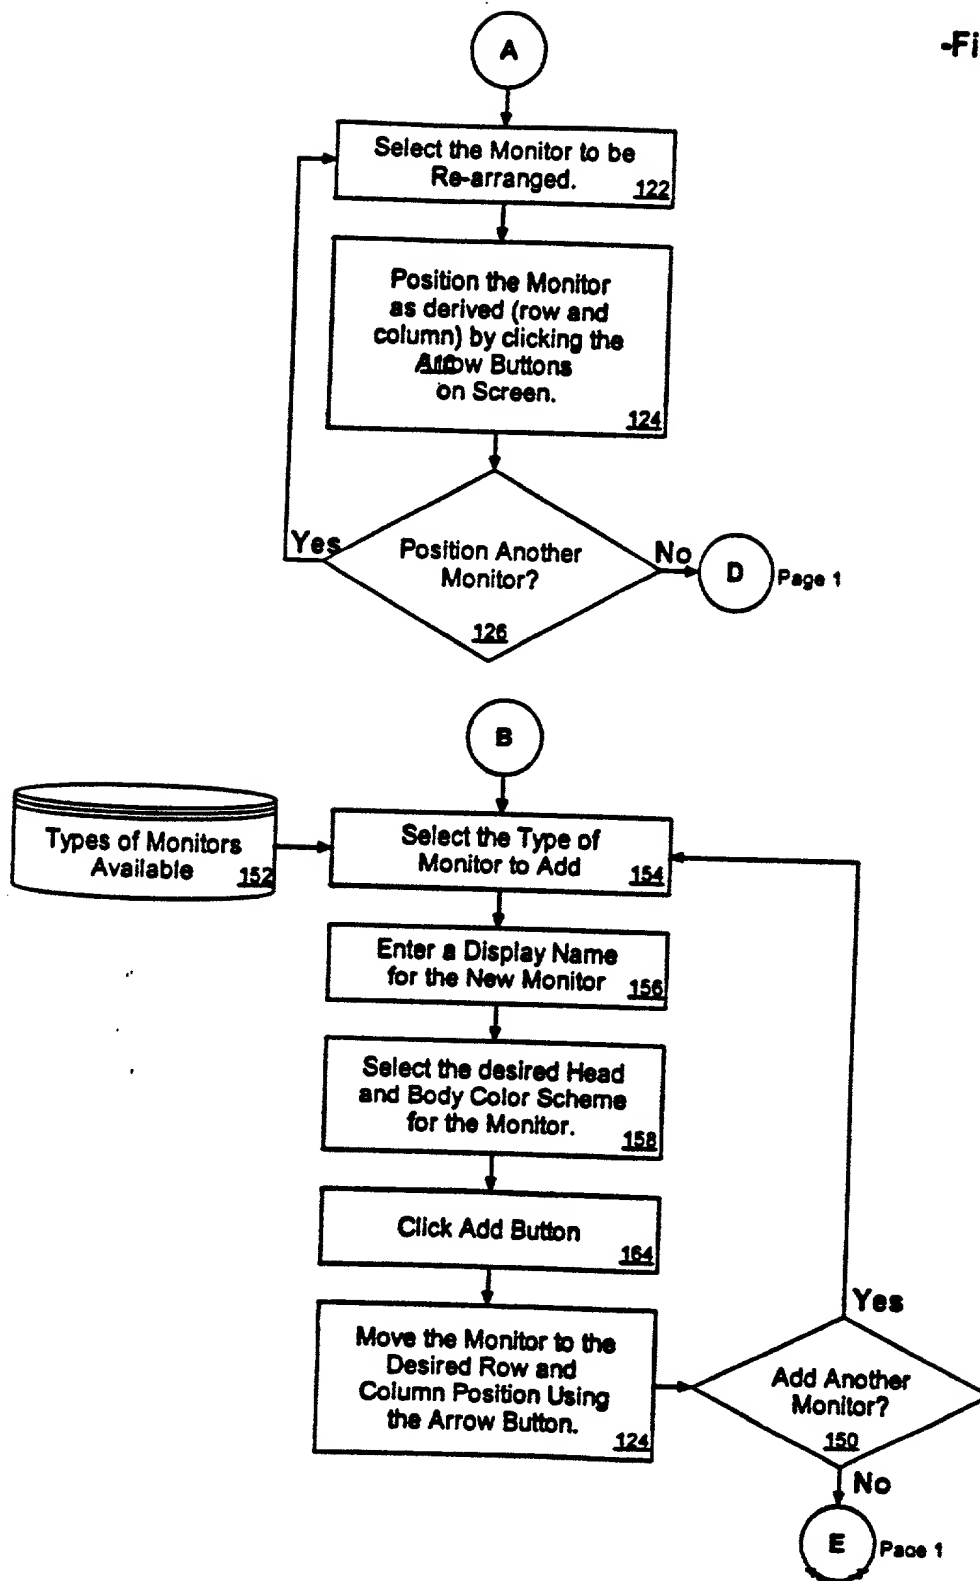 A
-Fi
Select the Monitor to be
Re-arranged.
122
Position the Monitor
as derived (row and
column) by clicking the
Arrow Buttons
on Screen.
124
Yes
Position Another
Monitor?
126
No
D
Page 1
B
Types of Monitors
Available
152
Select the Type of
Monitor to Add
154
Enter a Display Name
for the New Monitor
156
Select the desired Head
and Body Color Scheme
for the Monitor.
158
Click Add Button
164
Move the Monitor to the
Desired Row and
Column Position Using
the Arrow Button.
124
Yes
Add Another
Monitor?
150
No
E
Page 1